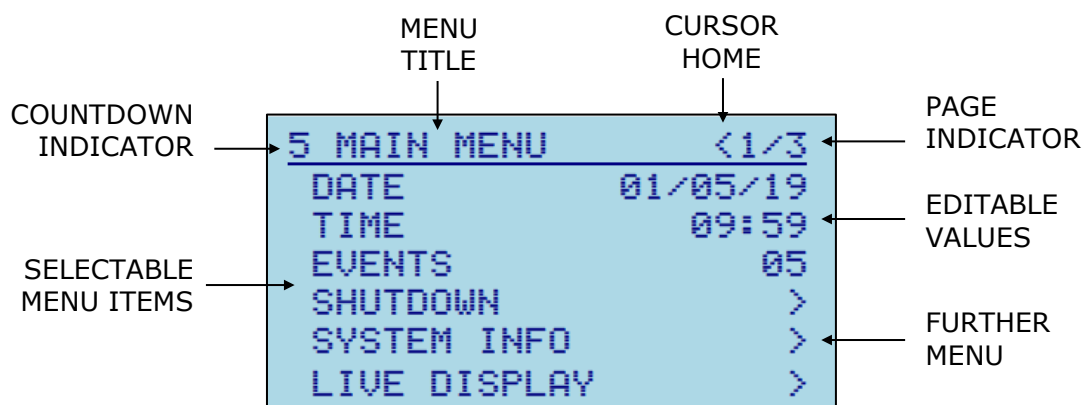 MENU
TITLE
CURSOR
HOME
COUNTDOWN
INDICATOR
PAGE
INDICATOR
5 MAIN MENU <1/3
DATE 01/05/19
TIME 09:59
EVENTS 05
SHUTDOWN >
SYSTEM INFO >
LIVE DISPLAY >
EDITABLE
VALUES
SELECTABLE
MENU ITEMS
FURTHER
MENU